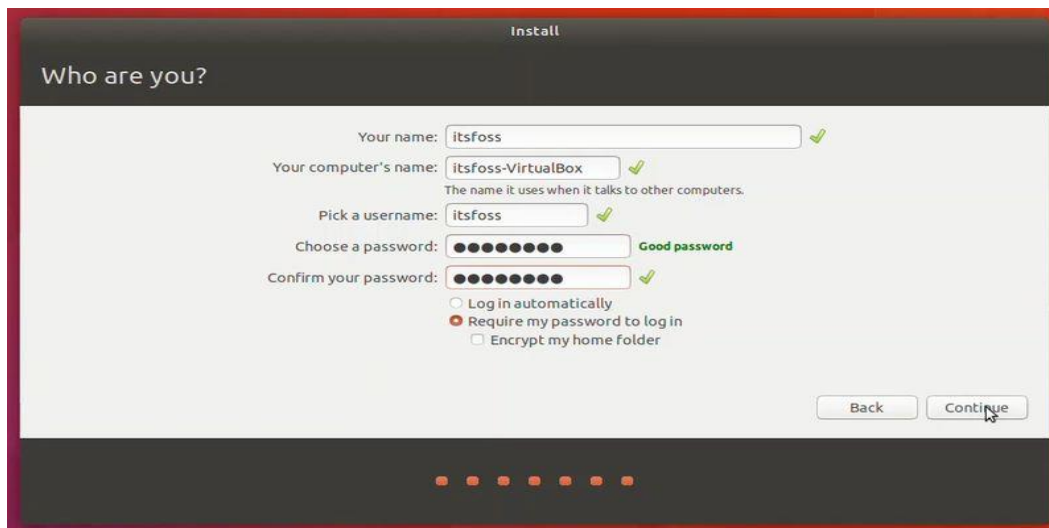 Install
Who are you?
Your name: itsfoss
Your computer's name: itsfoss-VirtualBox
The name it uses when it talks to other computers.
Pick a username: itsfoss
Choose a password: ●●●●●●●● Good password
Confirm your password: ●●●●●●●●
Log in automatically
Require my password to log in
Encrypt my home folder
Back Continue